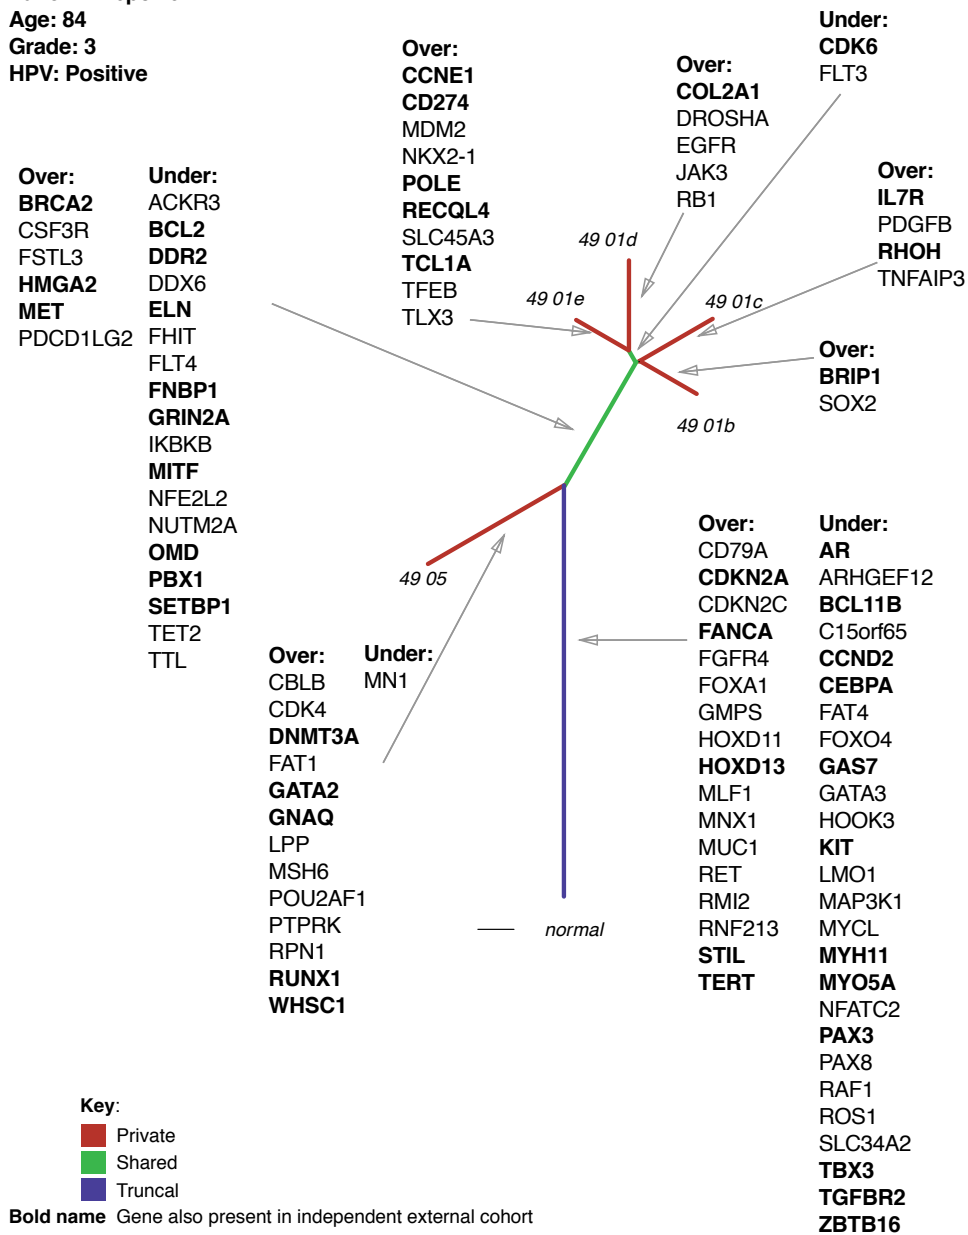 Age: 84
Grade: 3
HPV: Positive
Over:
BRCA2
CSF3R
FSTL3
HMGA2
MET
PDCD1LG2
Under:
ACKR3
BCL2
DDR2
DDX6
ELN
FHIT
FLT4
FNBP1
GRIN2A
IKBKB
MITF
NFE2L2
NUTM2A
OMD
PBX1
SETBP1
TET2
TTL
Over:
CCNE1
CD274
MDM2
NKX2-1
POLE
RECQL4
SLC45A3
TCL1A
TFEB
TLX3
Over:
COL2A1
DROSHA
EGFR
JAK3
RB1
Under:
CDK6
FLT3
Over:
IL7R
PDGFB
RHOH
TNFAIP3
Over:
BRIP1
SOX2
49 01d
49 01e
49 01c
49 01b
49 05
Over:
CBLB
CDK4
DNMT3A
FAT1
GATA2
GNAQ
LPP
MSH6
POU2AF1
PTPRK
RPN1
RUNX1
WHSC1
Under:
MN1
normal
Over:
CD79A
CDKN2A
CDKN2C
FANCA
FGFR4
FOXA1
GMPS
HOXD11
HOXD13
MLF1
MNX1
MUC1
RET
RMI2
RNF213
STIL
TERT
Under:
AR
ARHGEF12
BCL11B
C15orf65
CCND2
CEBPA
FAT4
FOXO4
GAS7
GATA3
HOOK3
KIT
LMO1
MAP3K1
MYCL
MYH11
MYO5A
NFATC2
PAX3
PAX8
RAF1
ROS1
SLC34A2
TBX3
TGFBR2
ZBTB16
Key:
Private
Shared
Truncal
Bold name Gene also present in independent external cohort